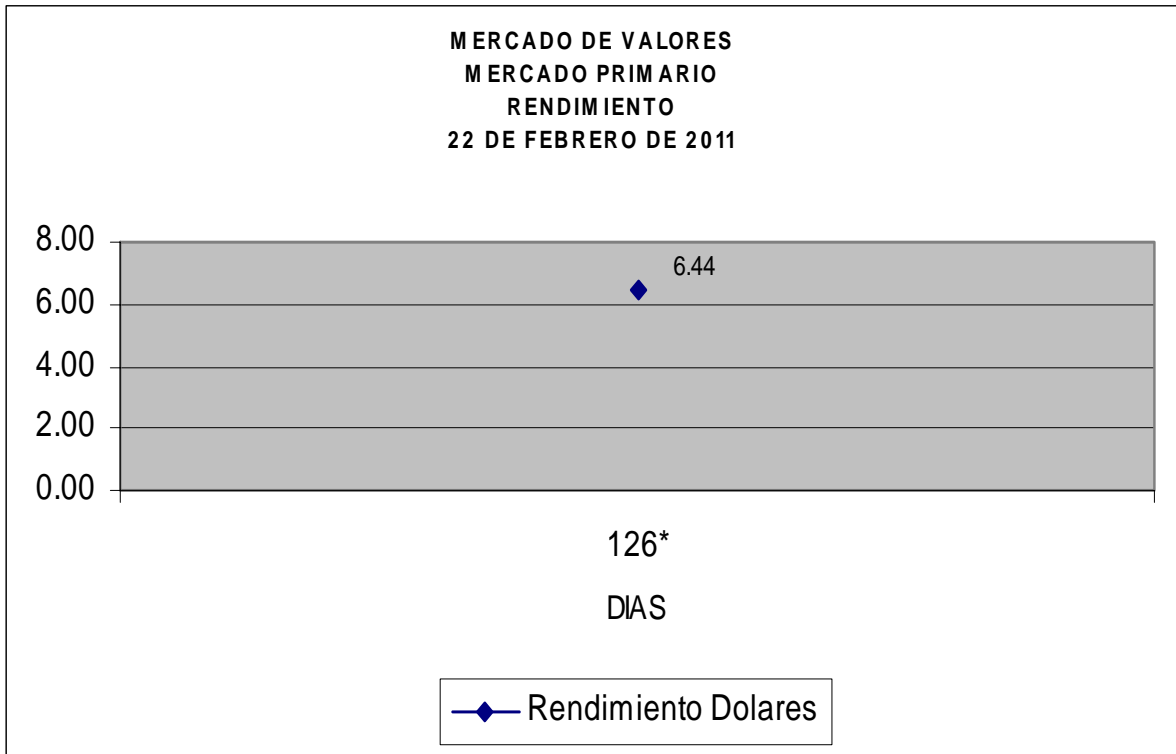 MERCADO DE VALORES
MERCADO PRIMARIO
RENDIMIENTO
22 DE FEBRERO DE 2011
8.00
6.44
6.00
4.00
2.00
0.00
126*
DIAS
Rendimiento Dolares